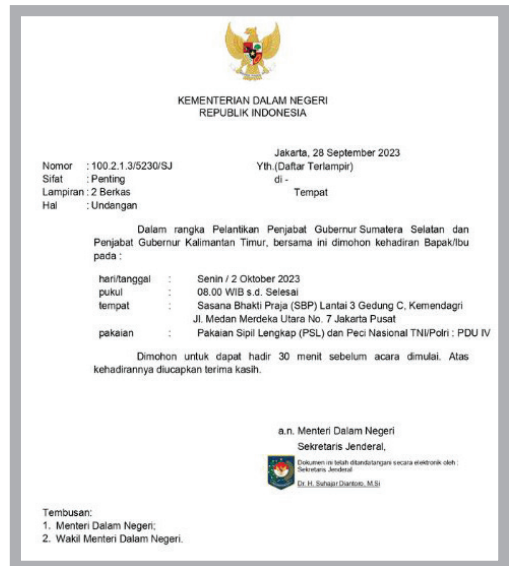 KEMENTERIAN DALAM NEGERI
REPUBLIK INDONESIA
Jakarta, 28 September 2023
Nomor : 100.2.1.3/5230/SJ
Yth.(Daftar Terlampir)
Sifat : Penting
di -
Lampiran : 2 Berkas
Tempat
Hal : Undangan
Dalam rangka Pelantikan Penjabat Gubernur Sumatera Selatan dan
Penjabat Gubernur Kalimantan Timur, bersama ini dimohon kehadiran Bapak/Ibu
pada :
hari/tanggal : Senin / 2 Oktober 2023
pukul : 08.00 WIB s.d. Selesai
tempat : Sasana Bhakti Praja (SBP) Lantai 3 Gedung C, Kemendagri
Jl. Medan Merdeka Utara No. 7 Jakarta Pusat
pakaian : Pakaian Sipil Lengkap (PSL) dan Peci Nasional TNI/Polri : PDU IV
Dimohon untuk dapat hadir 30 menit sebelum acara dimulai. Atas
kehadirannya diucapkan terima kasih.
a.n. Menteri Dalam Negeri
Sekretaris Jenderal,
Dokumen ini telah ditandatangani secara elektronik oleh :
Sekretaris Jenderal
Dr. H. Suhajar Diantoro, M.Si
Tembusan:
1. Menteri Dalam Negeri;
2. Wakil Menteri Dalam Negeri.